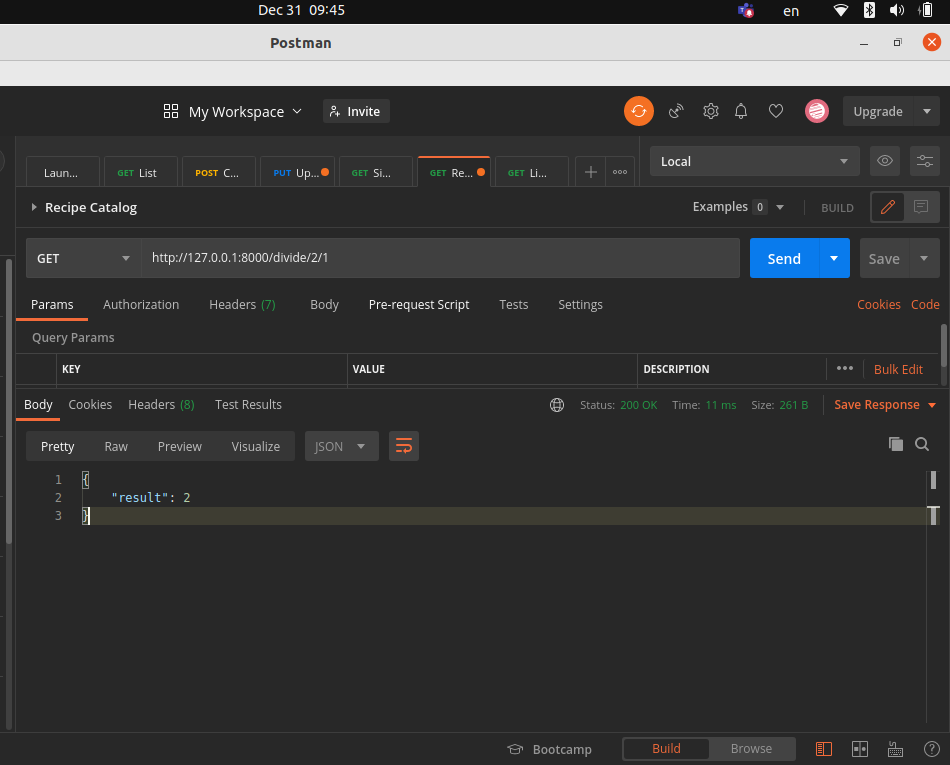 Dec 31 09:45
en
Postman
My Workspace
Invite
Upgrade
Laun...
GET List
POST C...
PUT Up...
GET Si...
GET Re...
GET Li...
Local
Recipe Catalog
Examples 0
BUILD
GET
http://127.0.0.1:8000/divide/2/1
Send
Save
Params
Authorization
Headers (7)
Body
Pre-request Script
Tests
Settings
Cookies
Code
Query Params
KEY
VALUE
DESCRIPTION
Bulk Edit
Body
Cookies
Headers (8)
Test Results
Status: 200 OK
Time: 11 ms
Size: 261 B
Save Response
Pretty
Raw
Preview
Visualize
JSON
1 {
2 "result": 2
3 }
Bootcamp
Build
Browse